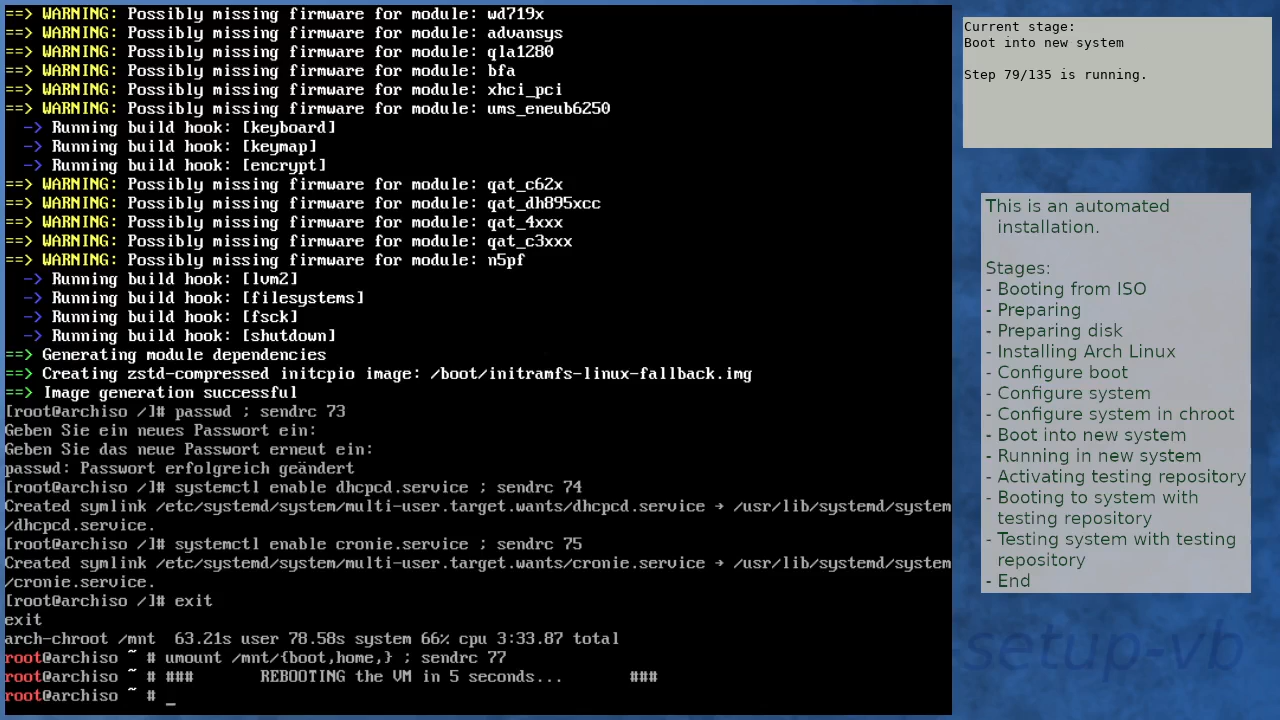 ==> WARNING: Possibly missing firmware for module: wd719x
==> WARNING: Possibly missing firmware for module: advansys
==> WARNING: Possibly missing firmware for module: qla1280
==> WARNING: Possibly missing firmware for module: bfa
==> WARNING: Possibly missing firmware for module: xhci_pci
==> WARNING: Possibly missing firmware for module: ums_eneub6250
-> Running build hook: [keyboard]
-> Running build hook: [keymap]
-> Running build hook: [encrypt]
==> WARNING: Possibly missing firmware for module: qat_c62x
==> WARNING: Possibly missing firmware for module: qat_dh895xcc
==> WARNING: Possibly missing firmware for module: qat_4xxx
==> WARNING: Possibly missing firmware for module: qat_c3xxx
==> WARNING: Possibly missing firmware for module: n5pf
-> Running build hook: [lvm2]
-> Running build hook: [filesystems]
-> Running build hook: [fsck]
-> Running build hook: [shutdown]
==> Generating module dependencies
==> Creating zstd-compressed initcpio image: /boot/initramfs-linux-fallback.img
==> Image generation successful
[root@archiso /]# passwd ; sendrc 73
Geben Sie ein neues Passwort ein:
Geben Sie das neue Passwort erneut ein:
passwd: Passwort erfolgreich geändert
[root@archiso /]# systemctl enable dhcpcd.service ; sendrc 74
Created symlink /etc/systemd/system/multi-user.target.wants/dhcpcd.service → /usr/lib/systemd/system
/dhcpcd.service.
[root@archiso /]# systemctl enable cronie.service ; sendrc 75
Created symlink /etc/systemd/system/multi-user.target.wants/cronie.service → /usr/lib/systemd/system
/cronie.service.
[root@archiso /]# exit
exit
arch-chroot /mnt  63.21s user 78.58s system 66% cpu 3:33.87 total
root@archiso ~ # umount /mnt/{boot,home,} ; sendrc 77
root@archiso ~ # ###       REBOOTING the VM in 5 seconds...       ###
root@archiso ~ # _
Current stage:
Boot into new system
Step 79/135 is running.
This is an automated
installation.
Stages:
- Booting from ISO
- Preparing
- Preparing disk
- Installing Arch Linux
- Configure boot
- Configure system
- Configure system in chroot
- Boot into new system
- Running in new system
- Activating testing repository
- Booting to system with
testing repository
- Testing system with testing
repository
- End
setup-vb